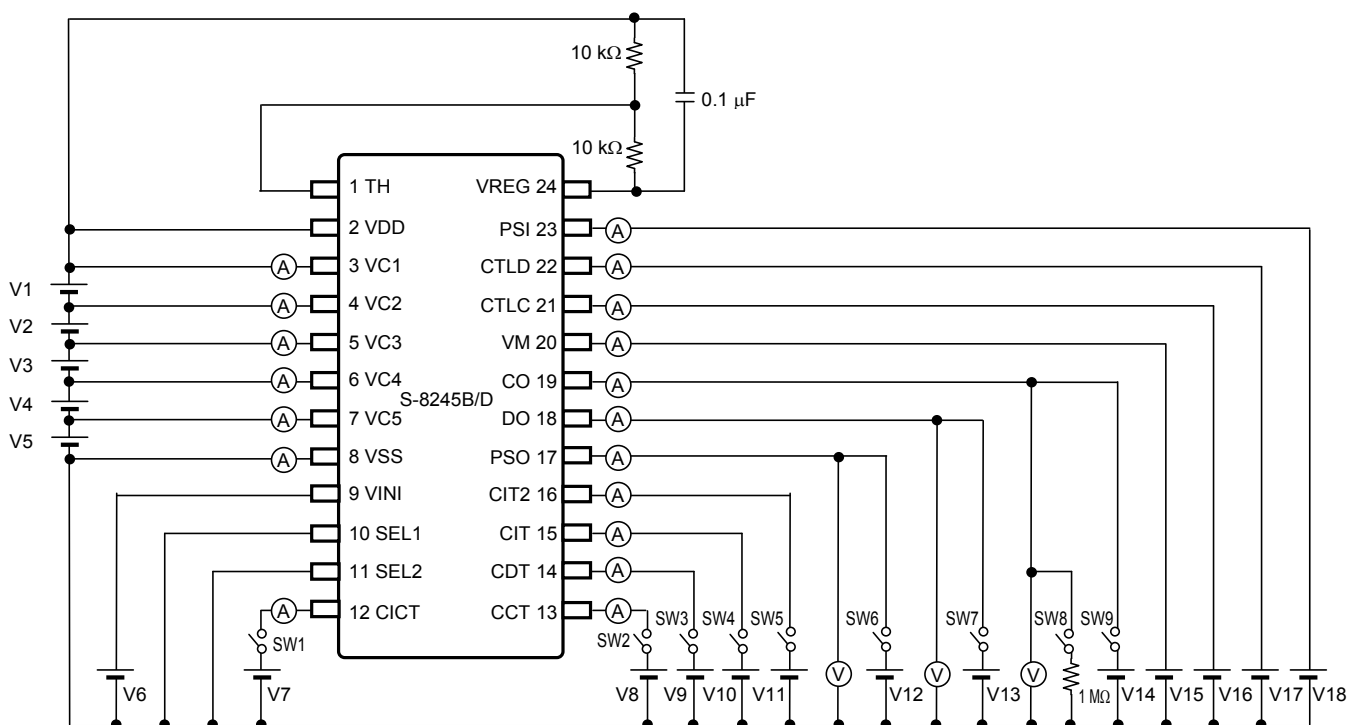 10 kΩ
0.1 μF
10 kΩ
1 TH VREG 24
2 VDD PSI 23
A
3 VC1 CTLD 22
A A
V1
4 VC2 CTLC 21
A A
V2
5 VC3 VM 20
A A
V3
6 VC4 CO 19
A A
S-8245B/D
V4
7 VC5 DO 18
A A
V5
8 VSS PSO 17
A A
9 VINI CIT2 16
A
10 SEL1 CIT 15
A
11 SEL2 CDT 14
A
12 CICT CCT 13
A A
SW1 SW2 SW3 SW4 SW5 SW6 SW7 SW8 SW9
V V V
V6 V7 V8 V9 V10 V11 V12 V13 1 MΩ V14 V15 V16 V17 V18